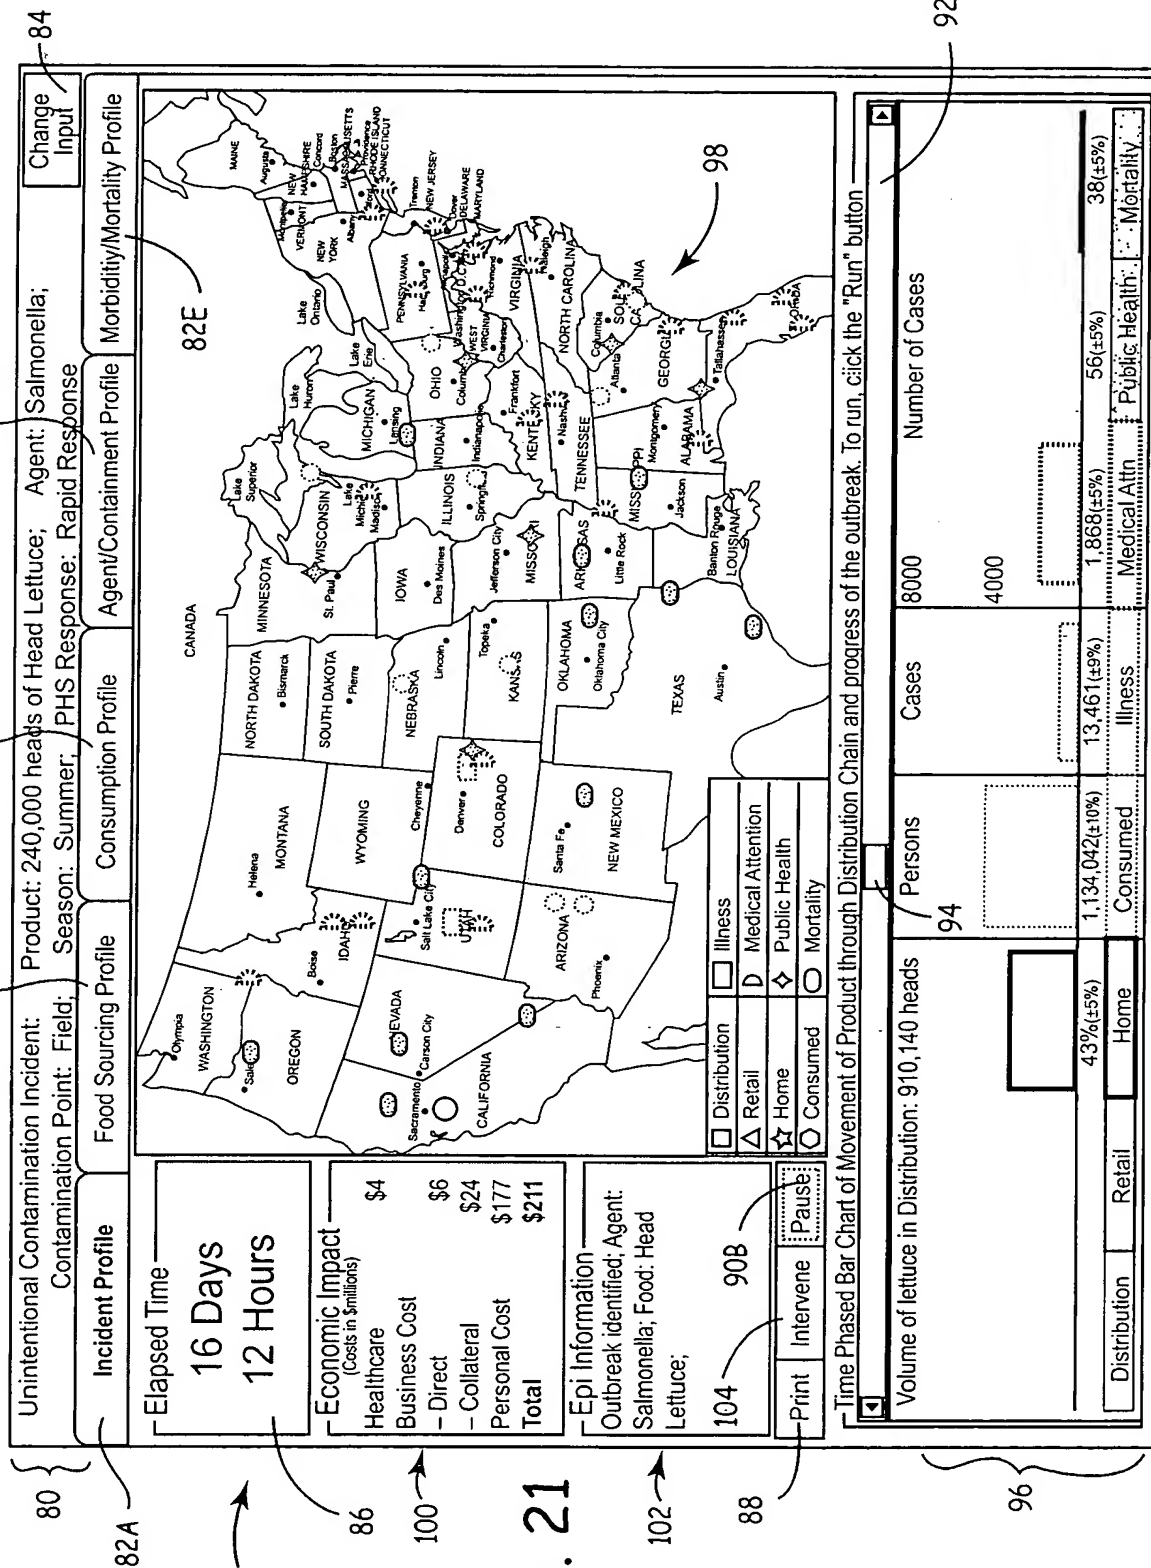 84
Unintentional Contamination Incident: Product: 240,000 heads of Head Lettuce; Agent: Salmonella;
Contamination Point: Field; Season: Summer; PHS Response: Rapid Response
Change Input
80
Incident Profile
Food Sourcing Profile
Consumption Profile
Agent/Containment Profile
Morbidtiy/Mortality Profile
82A
82E
Elapsed Time
16 Days
12 Hours
86
Economic Impact
(Costs in $millions)
Healthcare $4
Business Cost
– Direct $6
– Collateral $24
Personal Cost $177
Total $211
100
Epi Information
Outbreak identified; Agent:
Salmonella; Food: Head
Lettuce;
102
104
90B
Print
Intervene
Pause
88
. 21
CANADA
WASHINGTON
Olympia
OREGON
IDAHO
Boise
MONTANA
Helena
NORTH DAKOTA
Bismarck
SOUTH DAKOTA
Pierre
MINNESOTA
St. Paul
WISCONSIN
Madison
Lake Superior
Lake Huron
Lake Erie
Lake Ontario
MICHIGAN
Lansing
WYOMING
Cheyenne
NEBRASKA
Lincoln
IOWA
Des Moines
ILLINOIS
INDIANA
OHIO
PENNSYLVANIA
NEW YORK
Albany
VERMONT
NEW HAMPSHIRE
Concord
MAINE
Augusta
Boston
MASSACHUSETTS
Providence
RHODE ISLAND
CONNECTICUT
Trenton
NEW JERSEY
Dover
DELAWARE
MARYLAND
Carson City
Sacramento
CALIFORNIA
UTAH
Salt Lake City
COLORADO
Denver
KANSAS
Topeka
Jefferson City
Frankfort
WEST VIRGINIA
Charleston
Richmond
VIRGINIA
Raleigh
NORTH CAROLINA
ARIZONA
Phoenix
NEW MEXICO
Santa Fe
OKLAHOMA
Oklahoma City
Little Rock
TENNESSEE
Columbia
Atlanta
TEXAS
Austin
Banton Rouge
LOUISIANA
Jackson
Montgomery
ALABAMA
Tallahassee
98
Distribution
Illness
Retail
Medical Attention
Home
Public Health
Consumed
Mortality
Time Phased Bar Chart of Movement of Product through Distribution Chain and progress of the outbreak. To run, click the "Run" button
92
94
Volume of lettuce in Distribution: 910,140 heads
Persons
Cases
Number of Cases
8000
4000
43%(±5%)
1,134,042(±10%)
13,461(±9%)
1,868(±5%)
56(±5%)
38(±5%)
Distribution
Retail
Home
Consumed
Illness
Medical Attn
Public Health
Mortality
96